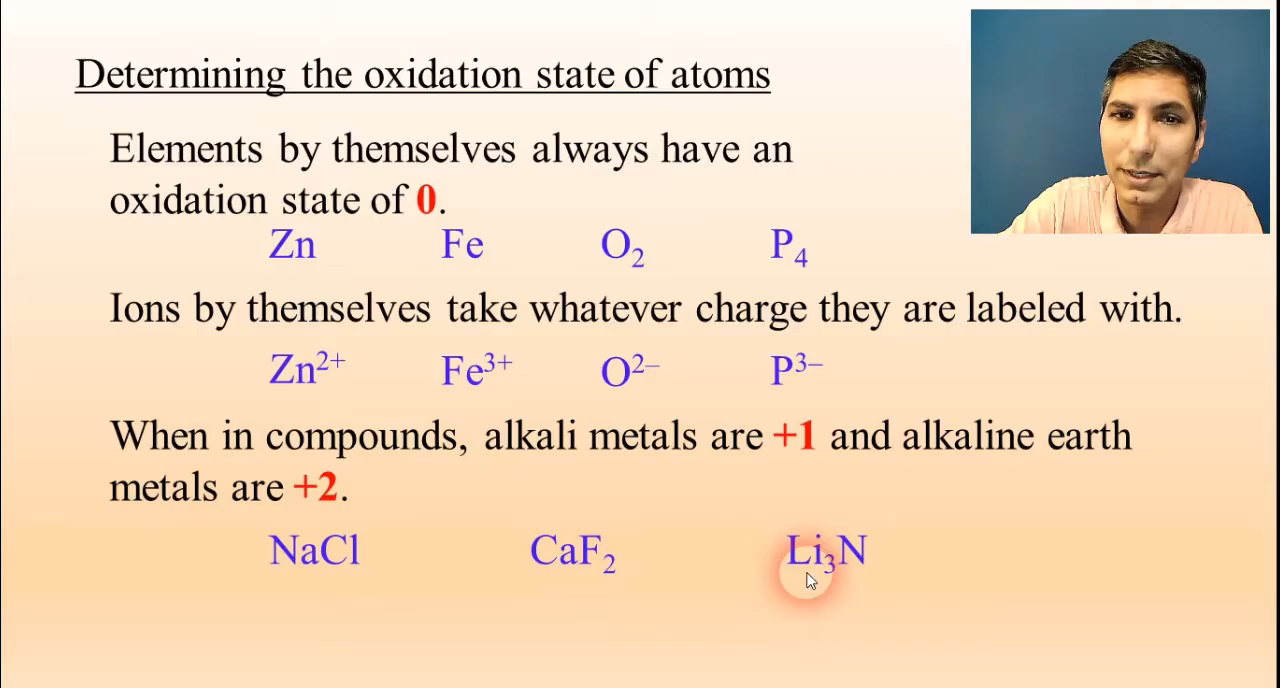 Determining the oxidation state of atoms
Elements by themselves always have an
oxidation state of 0.
Zn Fe O₂ P₄
Ions by themselves take whatever charge they are labeled with.
Zn²⁺ Fe³⁺ O²⁻ P³⁻
When in compounds, alkali metals are +1 and alkaline earth
metals are +2.
NaCl CaF₂ Li₃N